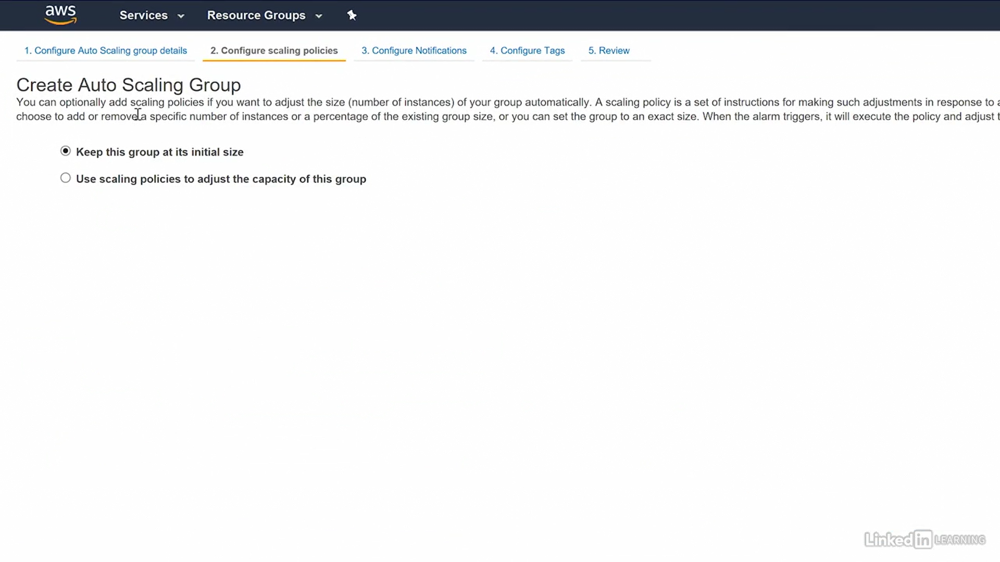 aws Services Resource Groups
1. Configure Auto Scaling group details 2. Configure scaling policies 3. Configure Notifications 4. Configure Tags 5. Review
Create Auto Scaling Group
You can optionally add scaling policies if you want to adjust the size (number of instances) of your group automatically. A scaling policy is a set of instructions for making such adjustments in response to a
choose to add or remove a specific number of instances or a percentage of the existing group size, or you can set the group to an exact size. When the alarm triggers, it will execute the policy and adjust t
Keep this group at its initial size
Use scaling policies to adjust the capacity of this group
Linked in LEARNING